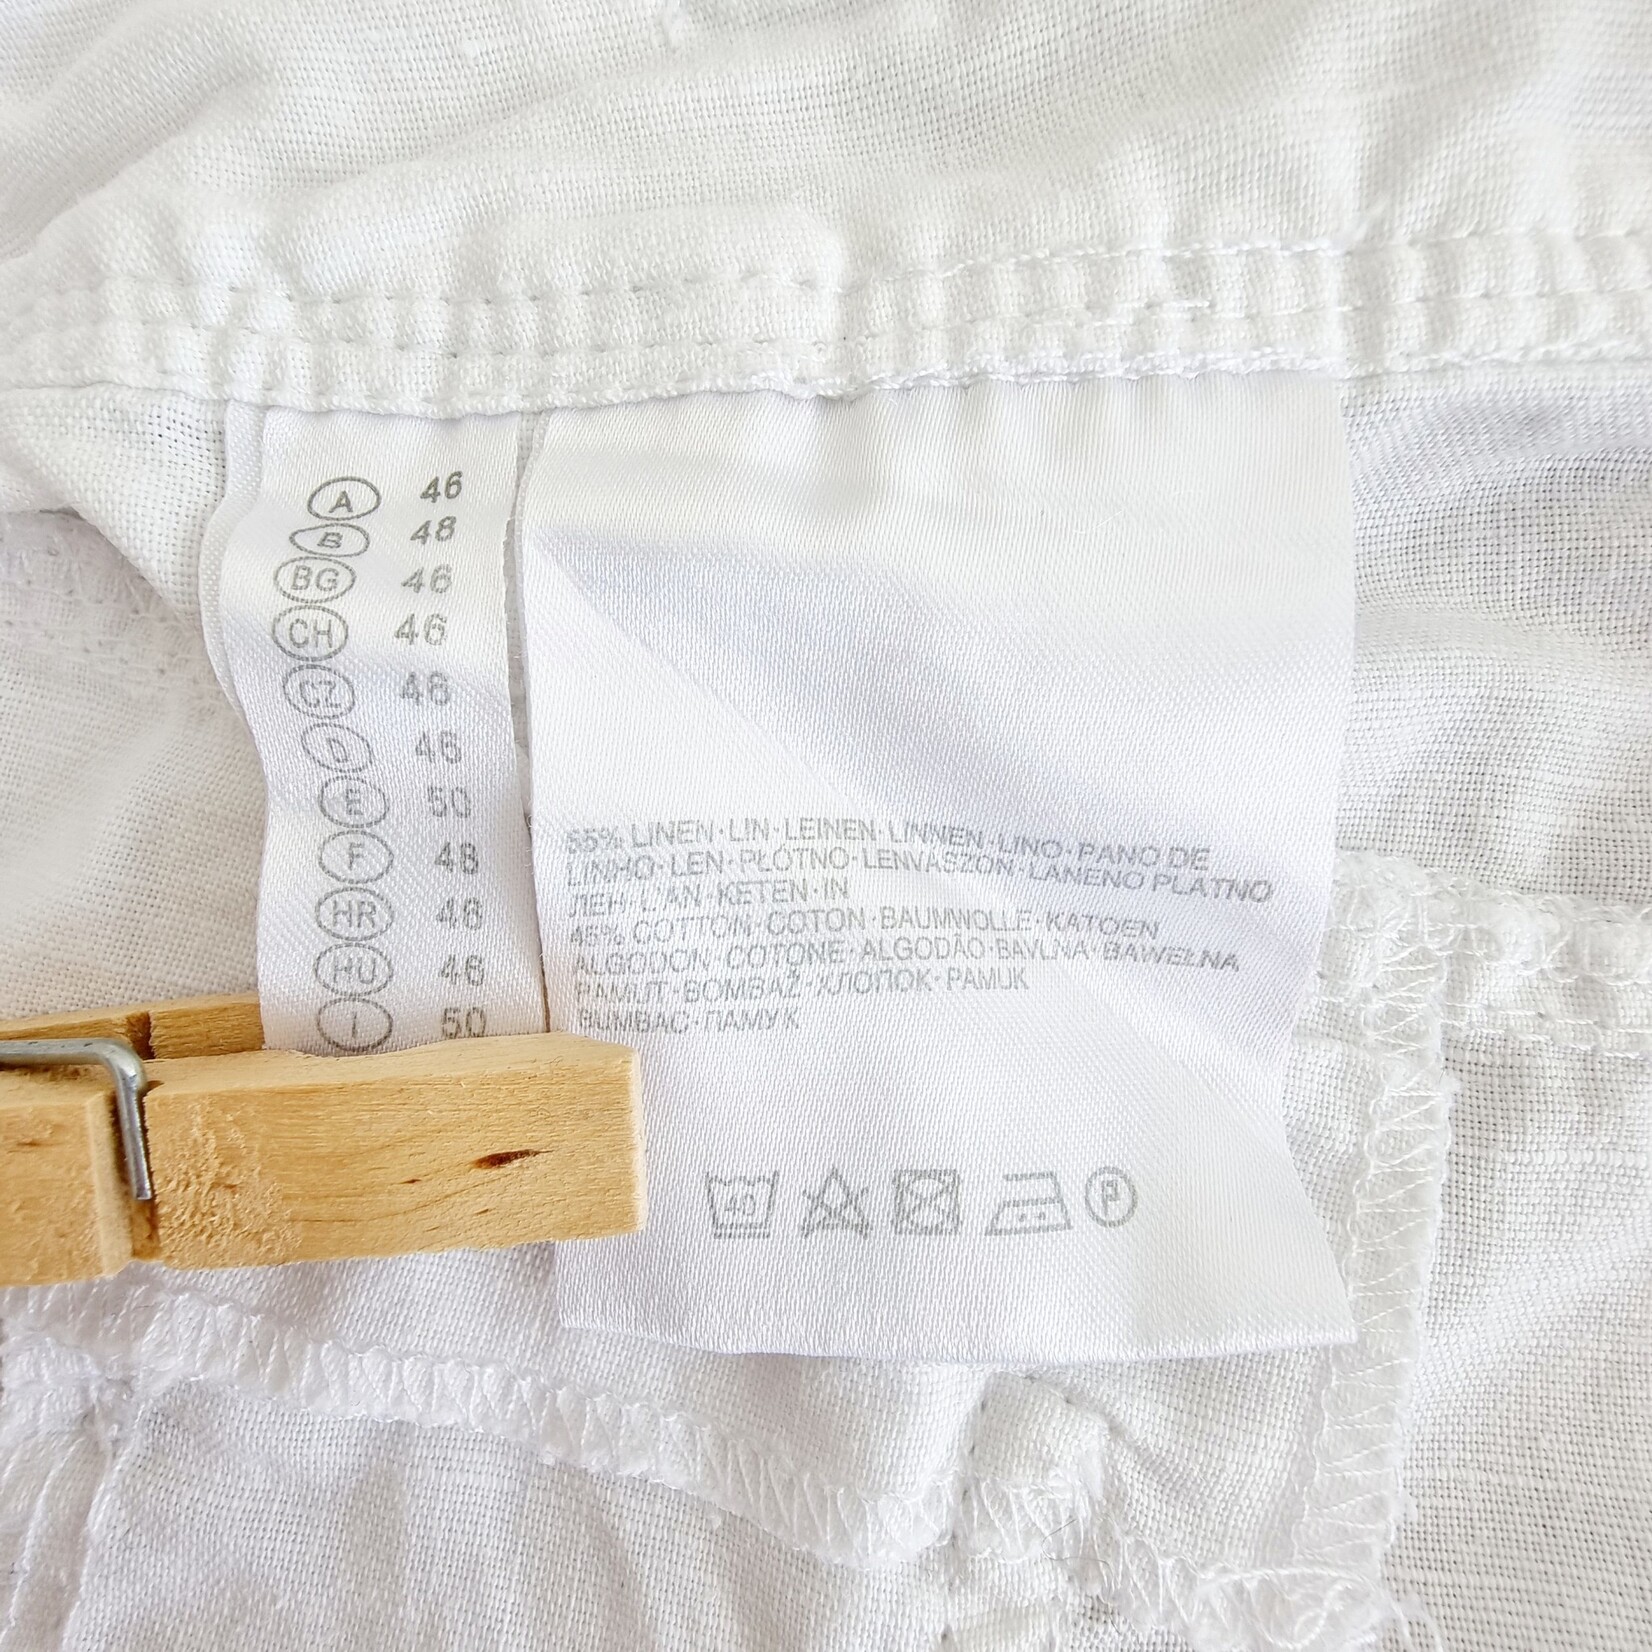 A 46
B 48
BG 46
CH 46
CZ 46
D 46
E 50
F 48
HR 46
HU 46
I 50
55% LINEN·LIN·LEINEN·LINNEN·LINO·PANO DE
LINHO·LEN·PŁÓTNO·LENVÁSZON·LANENO PLATNO
ЛЕН·L'AN·KETEN·IN
45% COTTON·COTON·BAUMWOLLE·KATOEN
ALGODON·COTONE·ALGODÃO·BAVLNA·BAWEŁNA
PAMUT·BOMBAŽ·ХЛОПОК·PAMUK
BUMBAC·ПАМУК
40 P